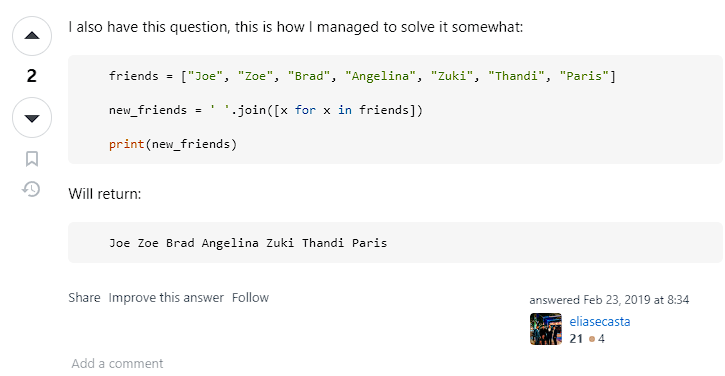 I also have this question, this is how I managed to solve it somewhat:
2
friends = ["Joe", "Zoe", "Brad", "Angelina", "Zuki", "Thandi", "Paris"]
new_friends = ' '.join([x for x in friends])
print(new_friends)
Will return:
Joe Zoe Brad Angelina Zuki Thandi Paris
Share Improve this answer Follow
answered Feb 23, 2019 at 8:34
eliasecasta
21 4
Add a comment